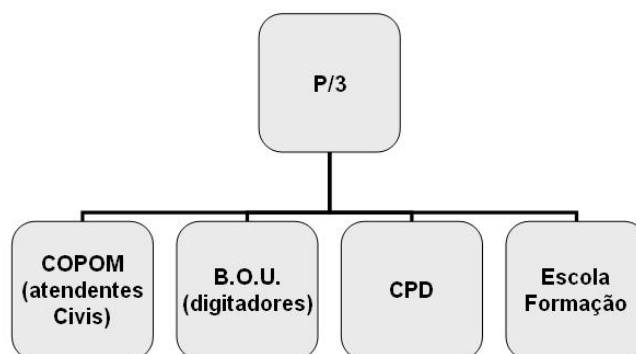 P/3
COPOM
(atendentes
Civis)
B.O.U.
(digitadores)
CPD
Escola
Formação